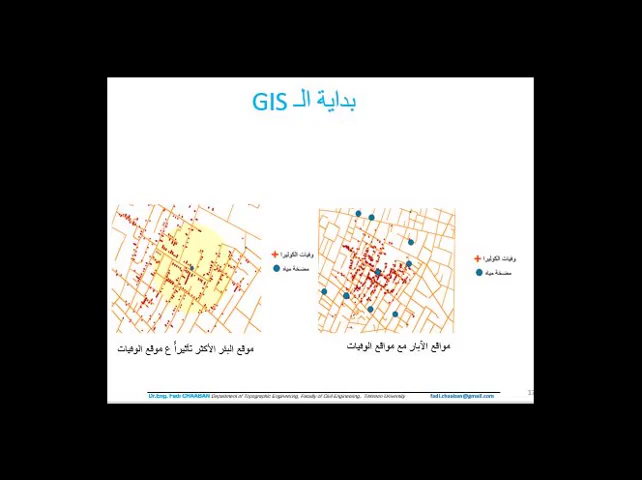 بداية الـ GIS
وفيات الكوليرا
مضخة مياه
وفيات الكوليرا
مضخة مياه
مواقع الآبار مع مواقع الوفيات
موقع البئر الأكثر تأثيراً ع موقع الوفيات
Dr.Eng. Fadi CHAABAN Department of Topographic Engineering, Faculty of Civil Engineering, Tishreen University fadi.chaaban@gmail.com